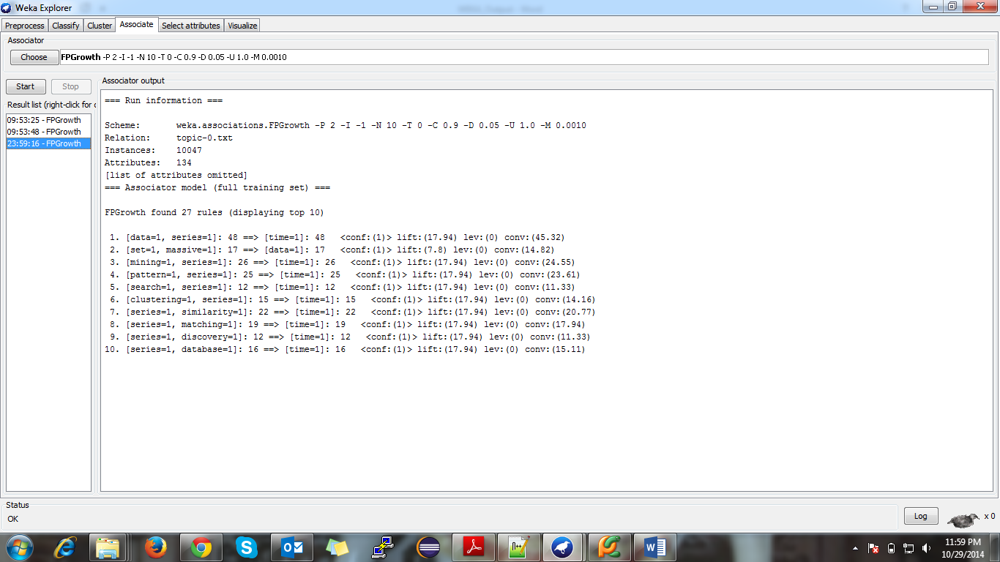 Weka Explorer
Preprocess Classify Cluster Associate Select attributes Visualize
Associator
Choose FPGrowth -P 2 -I -1 -N 10 -T 0 -C 0.9 -D 0.05 -U 1.0 -M 0.0010
Start Stop
Result list (right-click for o
09:53:25 - FPGrowth
09:53:48 - FPGrowth
23:59:16 - FPGrowth
Associator output
=== Run information ===
Scheme: weka.associations.FPGrowth -P 2 -I -1 -N 10 -T 0 -C 0.9 -D 0.05 -U 1.0 -M 0.0010
Relation: topic-0.txt
Instances: 10047
Attributes: 134
[list of attributes omitted]
=== Associator model (full training set) ===
FPGrowth found 27 rules (displaying top 10)
1. [data=1, series=1]: 48 ==> [time=1]: 48 <conf:(1)> lift:(17.94) lev:(0) conv:(45.32)
2. [set=1, massive=1]: 17 ==> [data=1]: 17 <conf:(1)> lift:(7.8) lev:(0) conv:(14.82)
3. [mining=1, series=1]: 26 ==> [time=1]: 26 <conf:(1)> lift:(17.94) lev:(0) conv:(24.55)
4. [pattern=1, series=1]: 25 ==> [time=1]: 25 <conf:(1)> lift:(17.94) lev:(0) conv:(23.61)
5. [search=1, series=1]: 12 ==> [time=1]: 12 <conf:(1)> lift:(17.94) lev:(0) conv:(11.33)
6. [clustering=1, series=1]: 15 ==> [time=1]: 15 <conf:(1)> lift:(17.94) lev:(0) conv:(14.16)
7. [series=1, similarity=1]: 22 ==> [time=1]: 22 <conf:(1)> lift:(17.94) lev:(0) conv:(20.77)
8. [series=1, matching=1]: 19 ==> [time=1]: 19 <conf:(1)> lift:(17.94) lev:(0) conv:(17.94)
9. [series=1, discovery=1]: 12 ==> [time=1]: 12 <conf:(1)> lift:(17.94) lev:(0) conv:(11.33)
10. [series=1, database=1]: 16 ==> [time=1]: 16 <conf:(1)> lift:(17.94) lev:(0) conv:(15.11)
Status
OK
Log x 0
11:59 PM
10/29/2014